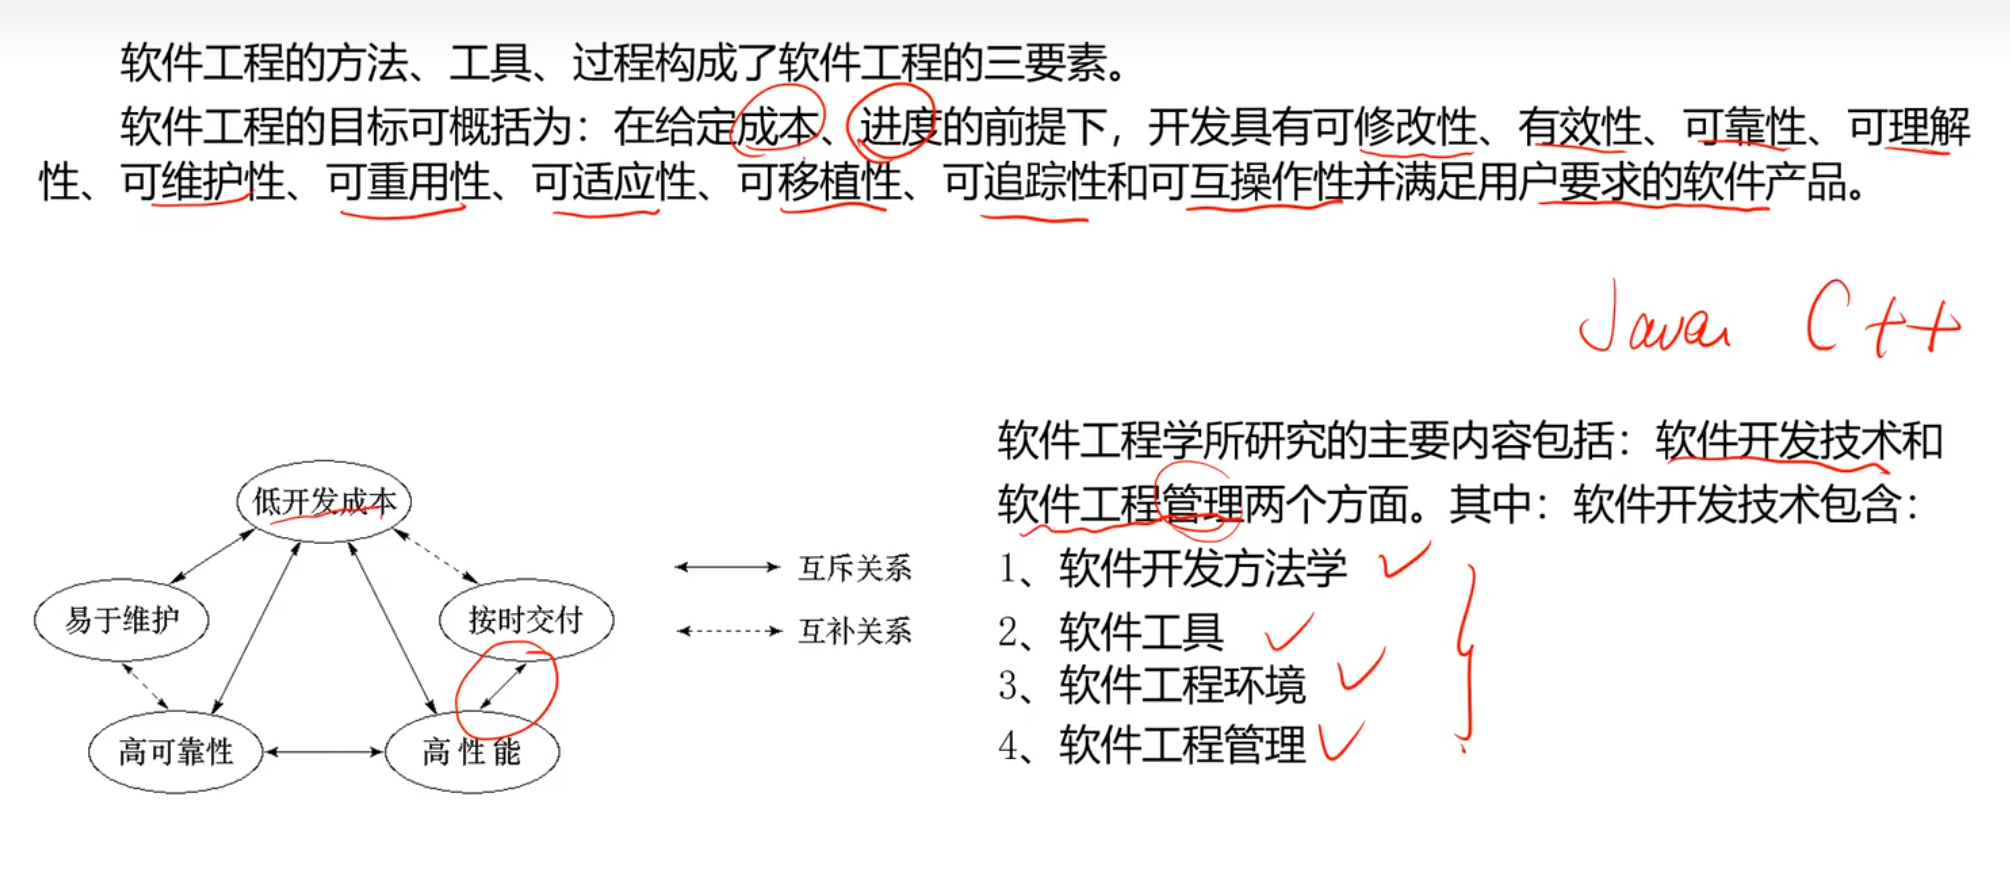 软件工程的方法、工具、过程构成了软件工程的三要素。
软件工程的目标可概括为：在给定成本、进度的前提下，开发具有可修改性、有效性、可靠性、可理解
性、可维护性、可重用性、可适应性、可移植性、可追踪性和可互操作性并满足用户要求的软件产品。
Java C++
低开发成本
易于维护
按时交付
高可靠性
高性能
互斥关系
互补关系
软件工程学所研究的主要内容包括：软件开发技术和
软件工程管理两个方面。其中：软件开发技术包含：
1、软件开发方法学
2、软件工具
3、软件工程环境
4、软件工程管理